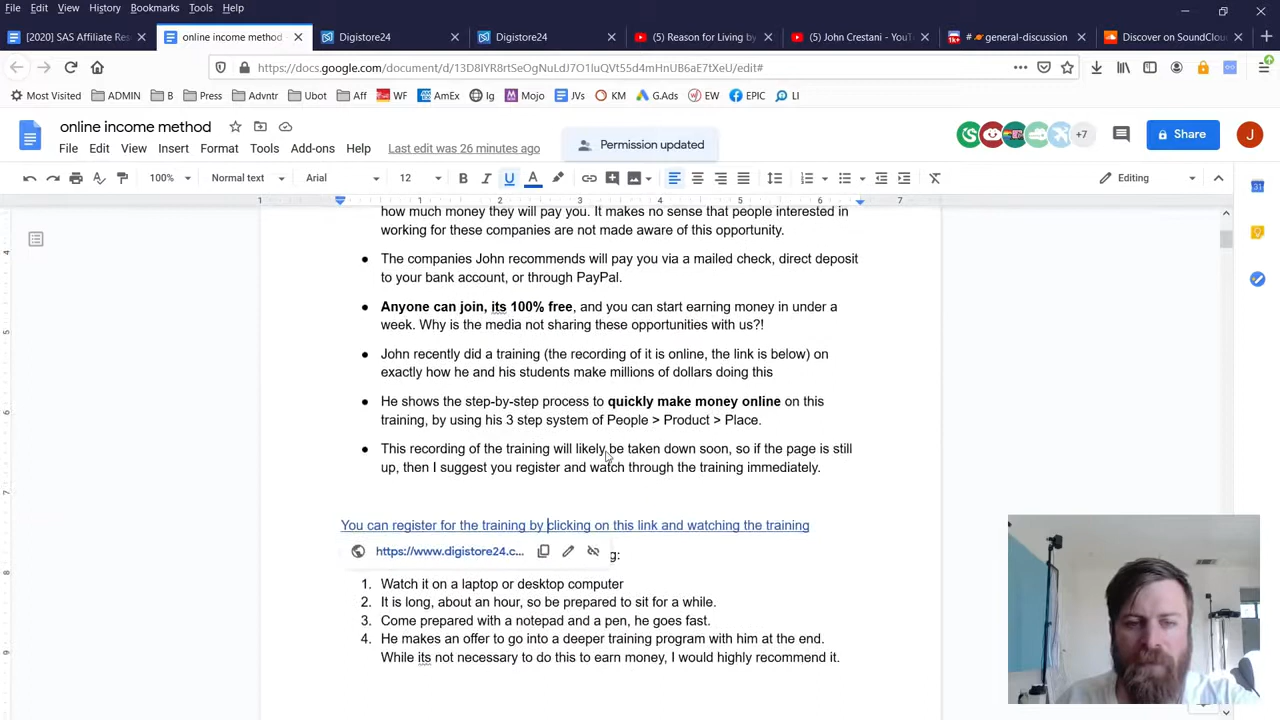 File Edit View History Bookmarks Tools Help
[2020] SAS Affiliate Res
online income method
Digistore24
Digistore24
(5) Reason for Living by
(5) John Crestani - YouT
#general-discussion
Discover on SoundClou
https://docs.google.com/document/d/13D8IYR8rtSeOgNuLdJ7O1IuQVt55d4mHnUB6aE7tXeU/edit#
Most Visited ADMIN B Press Advntr Ubot Aff WF AmEx Ig Mojo JVs KM G.Ads EW EPIC LI
online income method
File Edit View Insert Format Tools Add-ons Help Last edit was 26 minutes ago
Permission updated
+7
Share
J
100% Normal text Arial 12 Editing
1 1 2 3 4 5 6 7
how much money they will pay you. It makes no sense that people interested in
working for these companies are not made aware of this opportunity.
● The companies John recommends will pay you via a mailed check, direct deposit
to your bank account, or through PayPal.
● Anyone can join, its 100% free, and you can start earning money in under a
week. Why is the media not sharing these opportunities with us?!
● John recently did a training (the recording of it is online, the link is below) on
exactly how he and his students make millions of dollars doing this
● He shows the step-by-step process to quickly make money online on this
training, by using his 3 step system of People > Product > Place.
● This recording of the training will likely be taken down soon, so if the page is still
up, then I suggest you register and watch through the training immediately.
You can register for the training by clicking on this link and watching the training
https://www.digistore24.c...
g:
1. Watch it on a laptop or desktop computer
2. It is long, about an hour, so be prepared to sit for a while.
3. Come prepared with a notepad and a pen, he goes fast.
4. He makes an offer to go into a deeper training program with him at the end.
While its not necessary to do this to earn money, I would highly recommend it.